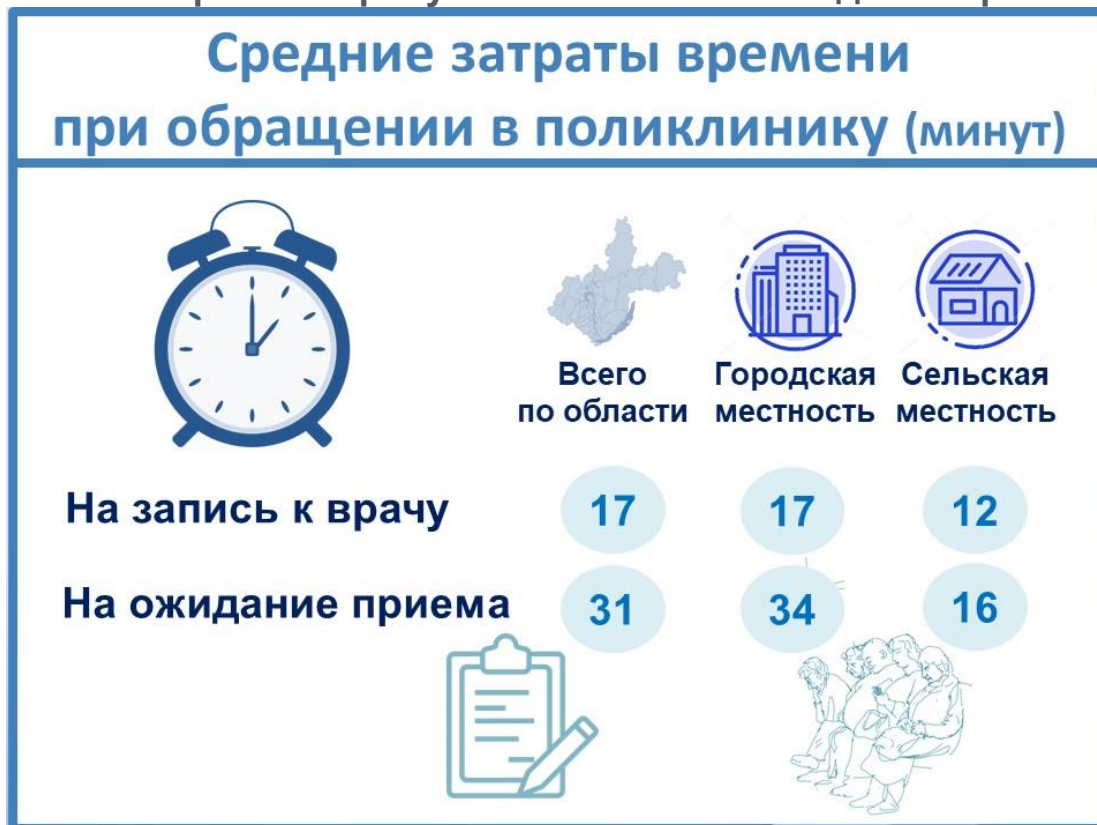 Средние затраты времени
при обращении в поликлинику (минут)
Всего по области
Городская местность
Сельская местность
На запись к врачу 17 17 12
На ожидание приема 31 34 16